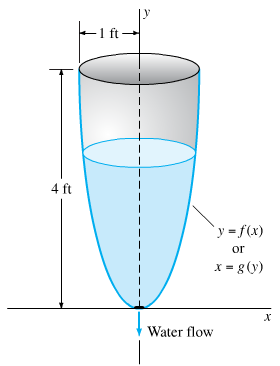 y
1 ft
4 ft
y = f(x)
or
x = g(y)
x
Water flow